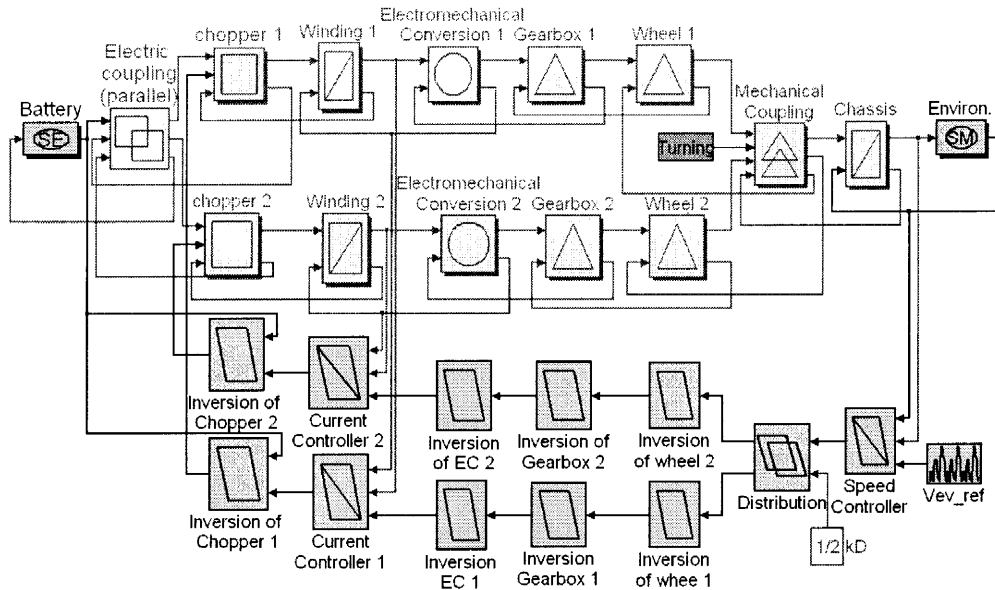 Electromechanical
Conversion 1
chopper 1
Winding 1
Gearbox 1
Wheel 1
Electric
coupling
(parallel)
Battery
SE
Mechanical
Coupling
Chassis
Environ.
SM
Turning
chopper 2
Winding 2
Electromechanical
Conversion 2
Gearbox 2
Wheel 2
Inversion of
Chopper 2
Current
Controller 2
Inversion
of EC 2
Inversion of
Gearbox 2
Inversion
of wheel 2
Distribution
Speed
Controller
Vev_ref
1/2
kD
Inversion of
Chopper 1
Current
Controller 1
Inversion
EC 1
Inversion
Gearbox 1
Inversion
of whee 1